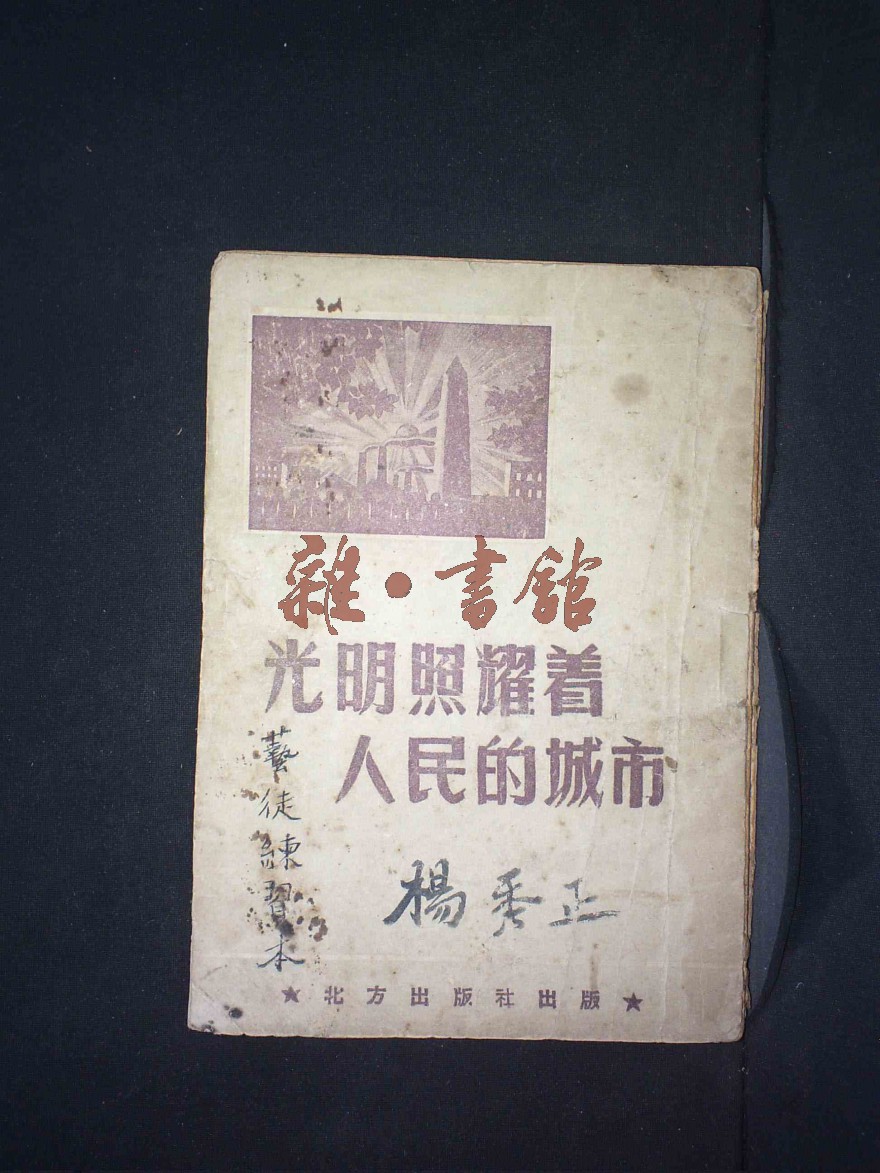 雜·書館
光明照耀着
人民的城市
藝徒練習本
楊秀正
★北方出版社出版★